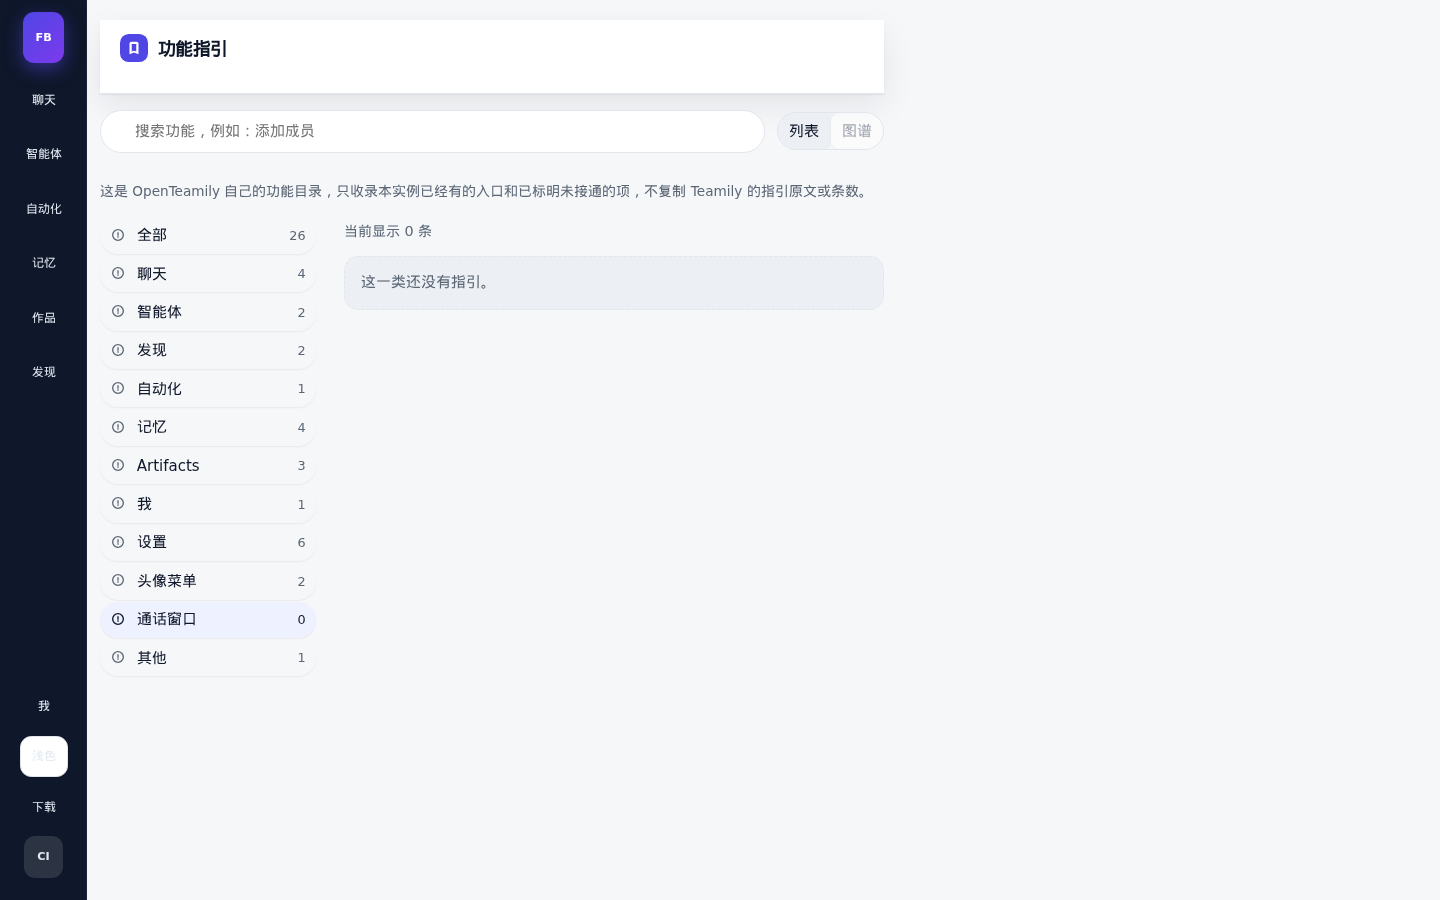 FB
聊天
智能体
自动化
记忆
作品
发现
我
浅色
下载
CI
功能指引
搜索功能，例如：添加成员
列表
图谱
这是 OpenTeamily 自己的功能目录，只收录本实例已经有的入口和已标明未接通的项，不复制 Teamily 的指引原文或条数。
全部 26
聊天 4
智能体 2
发现 2
自动化 1
记忆 4
Artifacts 3
我 1
设置 6
头像菜单 2
通话窗口 0
其他 1
当前显示 0 条
这一类还没有指引。